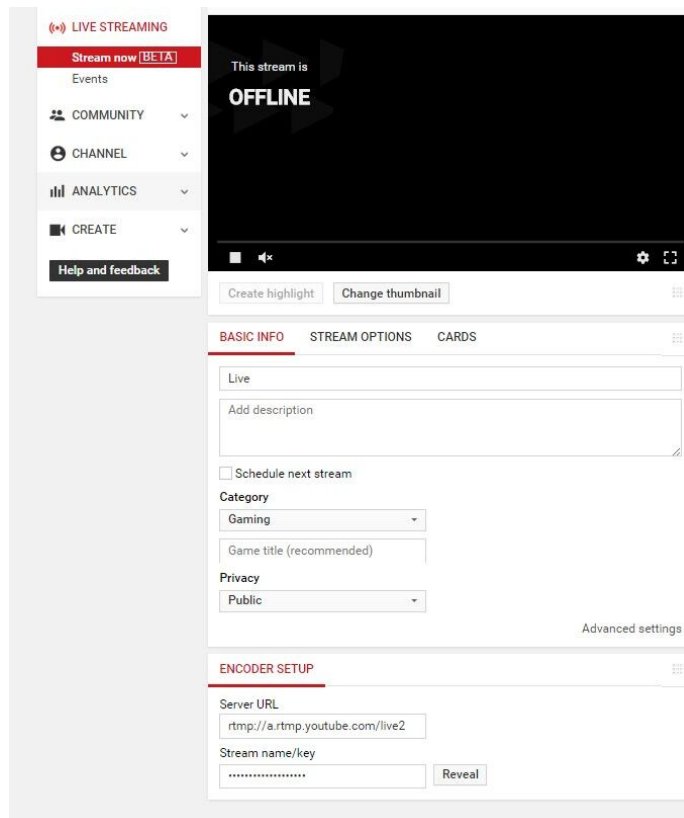 LIVE STREAMING
Stream now BETA
Events
COMMUNITY
CHANNEL
ANALYTICS
CREATE
Help and feedback
This stream is
OFFLINE
Create highlight Change thumbnail
BASIC INFO STREAM OPTIONS CARDS
Live
Add description
Schedule next stream
Category
Gaming
Game title (recommended)
Privacy
Public
Advanced settings
ENCODER SETUP
Server URL
rtmp://a.rtmp.youtube.com/live2
Stream name/key
•••••••••••••••••••
Reveal